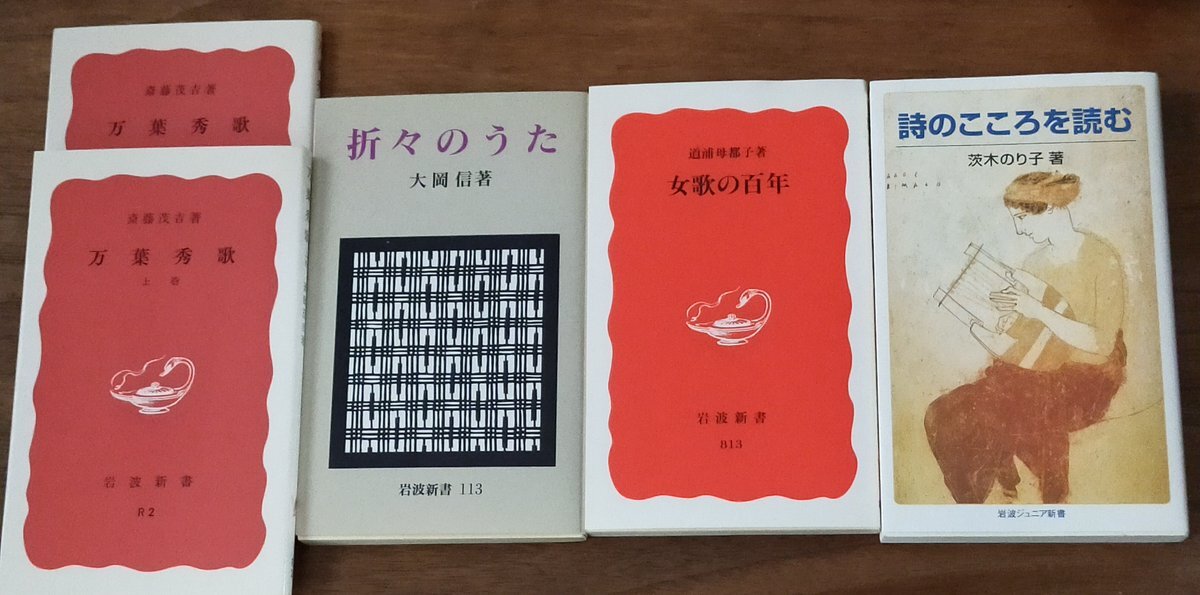 斎藤茂吉著
万葉秀歌
斎藤茂吉著
万葉秀歌
上巻
岩波新書
R2
折々のうた
大岡信著
岩波新書 113
道浦母都子著
女歌の百年
岩波新書
813
詩のこころを読む
茨木のり子 著
岩波ジュニア新書